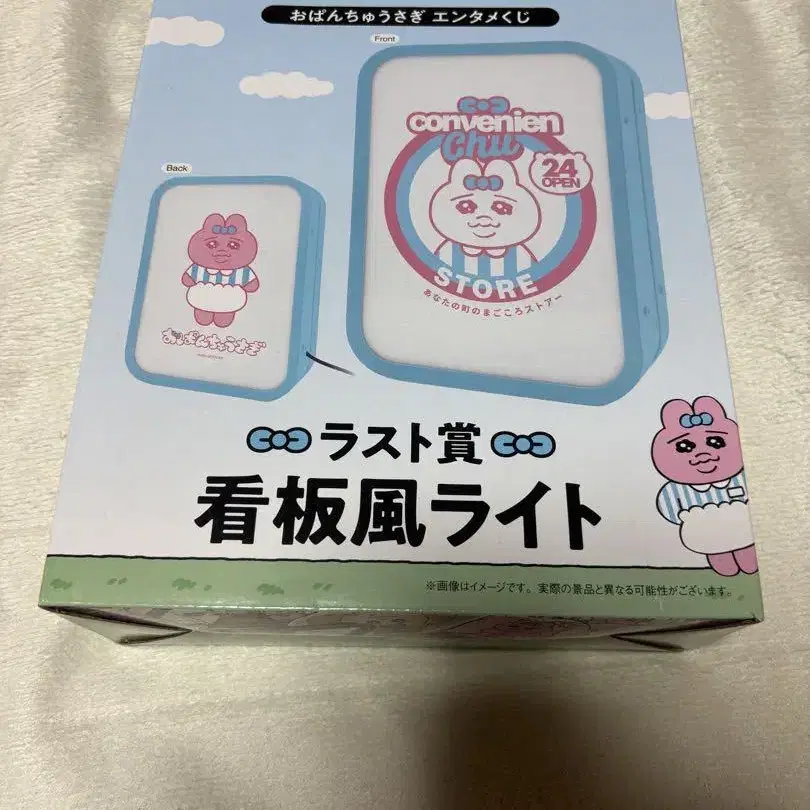 おぱんちゅうさぎ エンタメくじ
Front
convenien
Chu
24
OPEN
STORE
あなたの町のまごころストアー
Back
おぱんちゅうさぎ
ラスト賞
看板風ライト
※画像はイメージです。実際の景品と異なる可能性がございます。